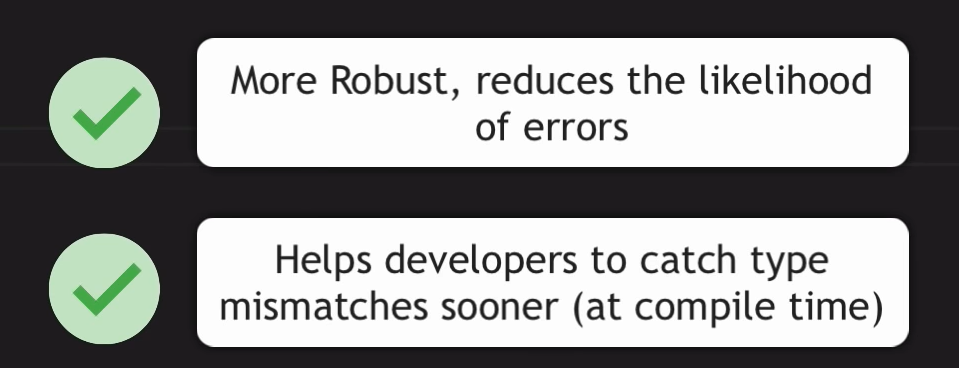 More Robust, reduces the likelihood
of errors
Helps developers to catch type
mismatches sooner (at compile time)